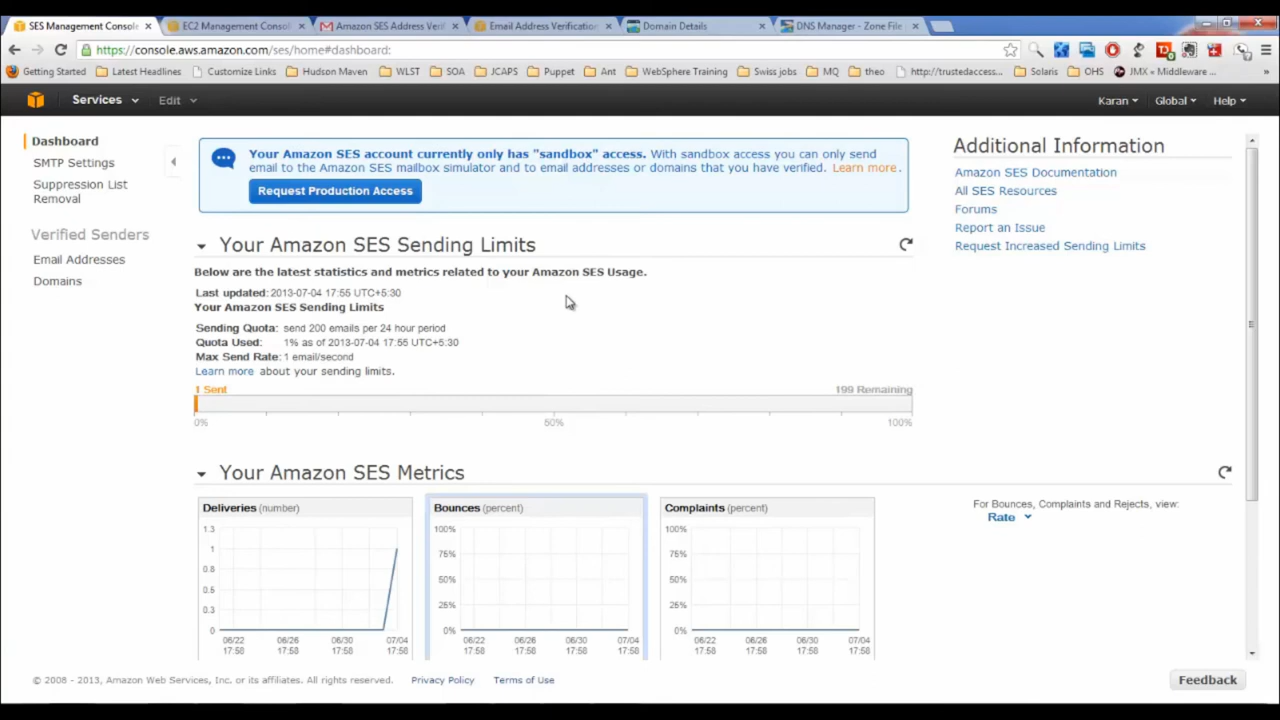 SES Management Console
EC2 Management Consol
Amazon SES Address Verif
Email Address Verification
Domain Details
DNS Manager - Zone File
https://console.aws.amazon.com/ses/home#dashboard:
Getting Started
Latest Headlines
Customize Links
Hudson Maven
WLST
SOA
JCAPS
Puppet
Ant
WebSphere Training
Swiss jobs
MQ
theo
http://trustedaccess...
Solaris
OHS
JMX « Middleware ...
»
Services
Edit
Karan
Global
Help
Dashboard
SMTP Settings
Suppression List
Removal
Verified Senders
Email Addresses
Domains
Your Amazon SES account currently only has "sandbox" access. With sandbox access you can only send
email to the Amazon SES mailbox simulator and to email addresses or domains that you have verified. Learn more.
Request Production Access
Your Amazon SES Sending Limits
Below are the latest statistics and metrics related to your Amazon SES Usage.
Last updated: 2013-07-04 17:55 UTC+5:30
Your Amazon SES Sending Limits
Sending Quota: send 200 emails per 24 hour period
Quota Used: 1% as of 2013-07-04 17:55 UTC+5:30
Max Send Rate: 1 email/second
Learn more about your sending limits.
1 Sent
199 Remaining
0%
50%
100%
Additional Information
Amazon SES Documentation
All SES Resources
Forums
Report an Issue
Request Increased Sending Limits
Your Amazon SES Metrics
Deliveries (number)
1.3
1
0.8
0.5
0.3
0
06/22 06/26 06/30 07/04
17:58 17:58 17:58 17:58
Bounces (percent)
100%
75%
50%
25%
0%
06/22 06/26 06/30 07/04
17:58 17:58 17:58 17:58
Complaints (percent)
100%
75%
50%
25%
0%
06/22 06/26 06/30 07/04
17:58 17:58 17:58 17:58
For Bounces, Complaints and Rejects, view:
Rate
© 2008 - 2013, Amazon Web Services, Inc. or its affiliates. All rights reserved.
Privacy Policy
Terms of Use
Feedback